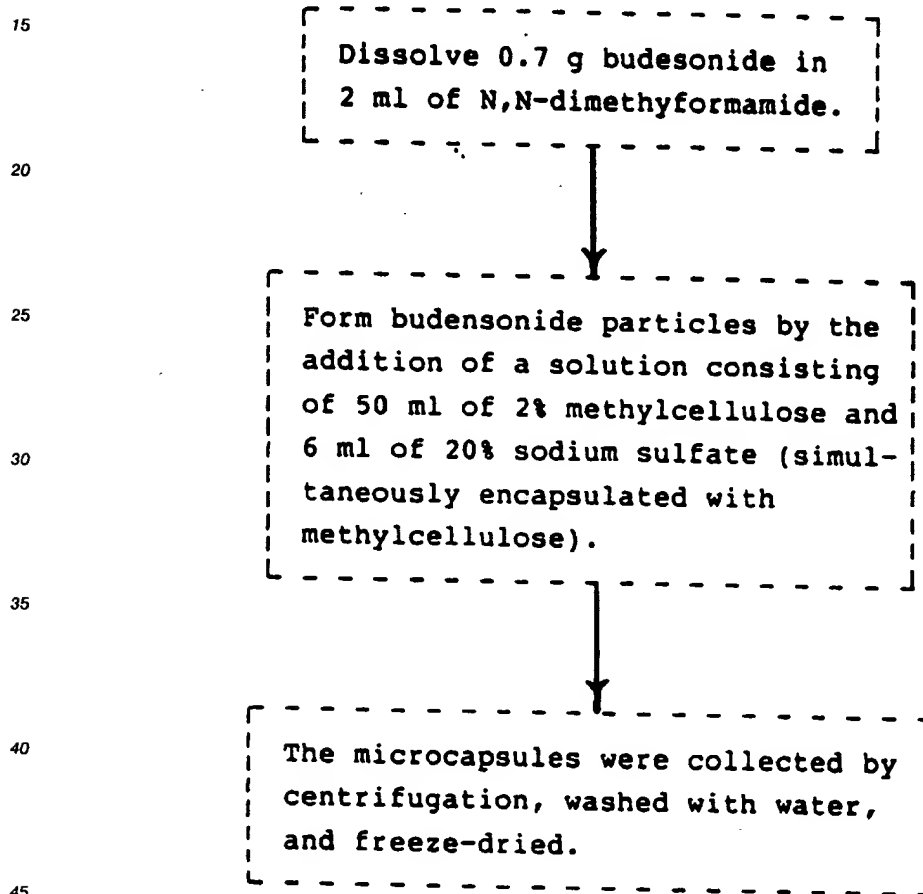 15
Dissolve 0.7 g budesonide in
2 ml of N,N-dimethyformamide.
20
25
Form budensonide particles by the
addition of a solution consisting
of 50 ml of 2% methylcellulose and
30
6 ml of 20% sodium sulfate (simul-
taneously encapsulated with
methylcellulose).
35
40
The microcapsules were collected by
centrifugation, washed with water,
and freeze-dried.
45